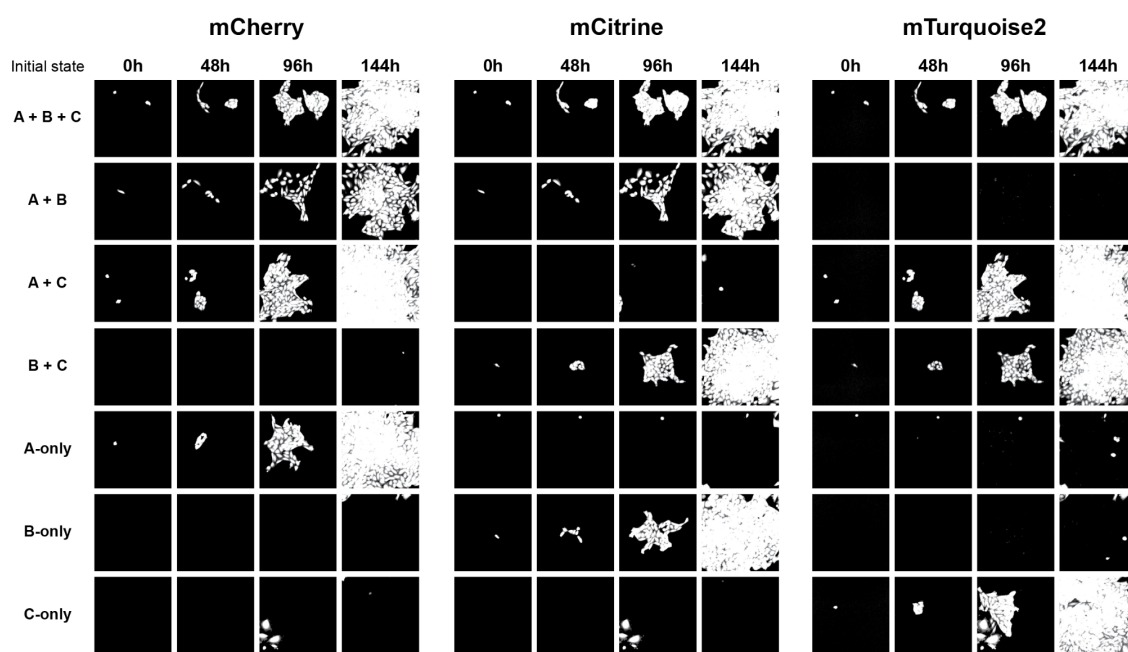 mCherry mCitrine mTurquoise2
Initial state 0h 48h 96h 144h 0h 48h 96h 144h 0h 48h 96h 144h
A + B + C
A + B
A + C
B + C
A-only
B-only
C-only